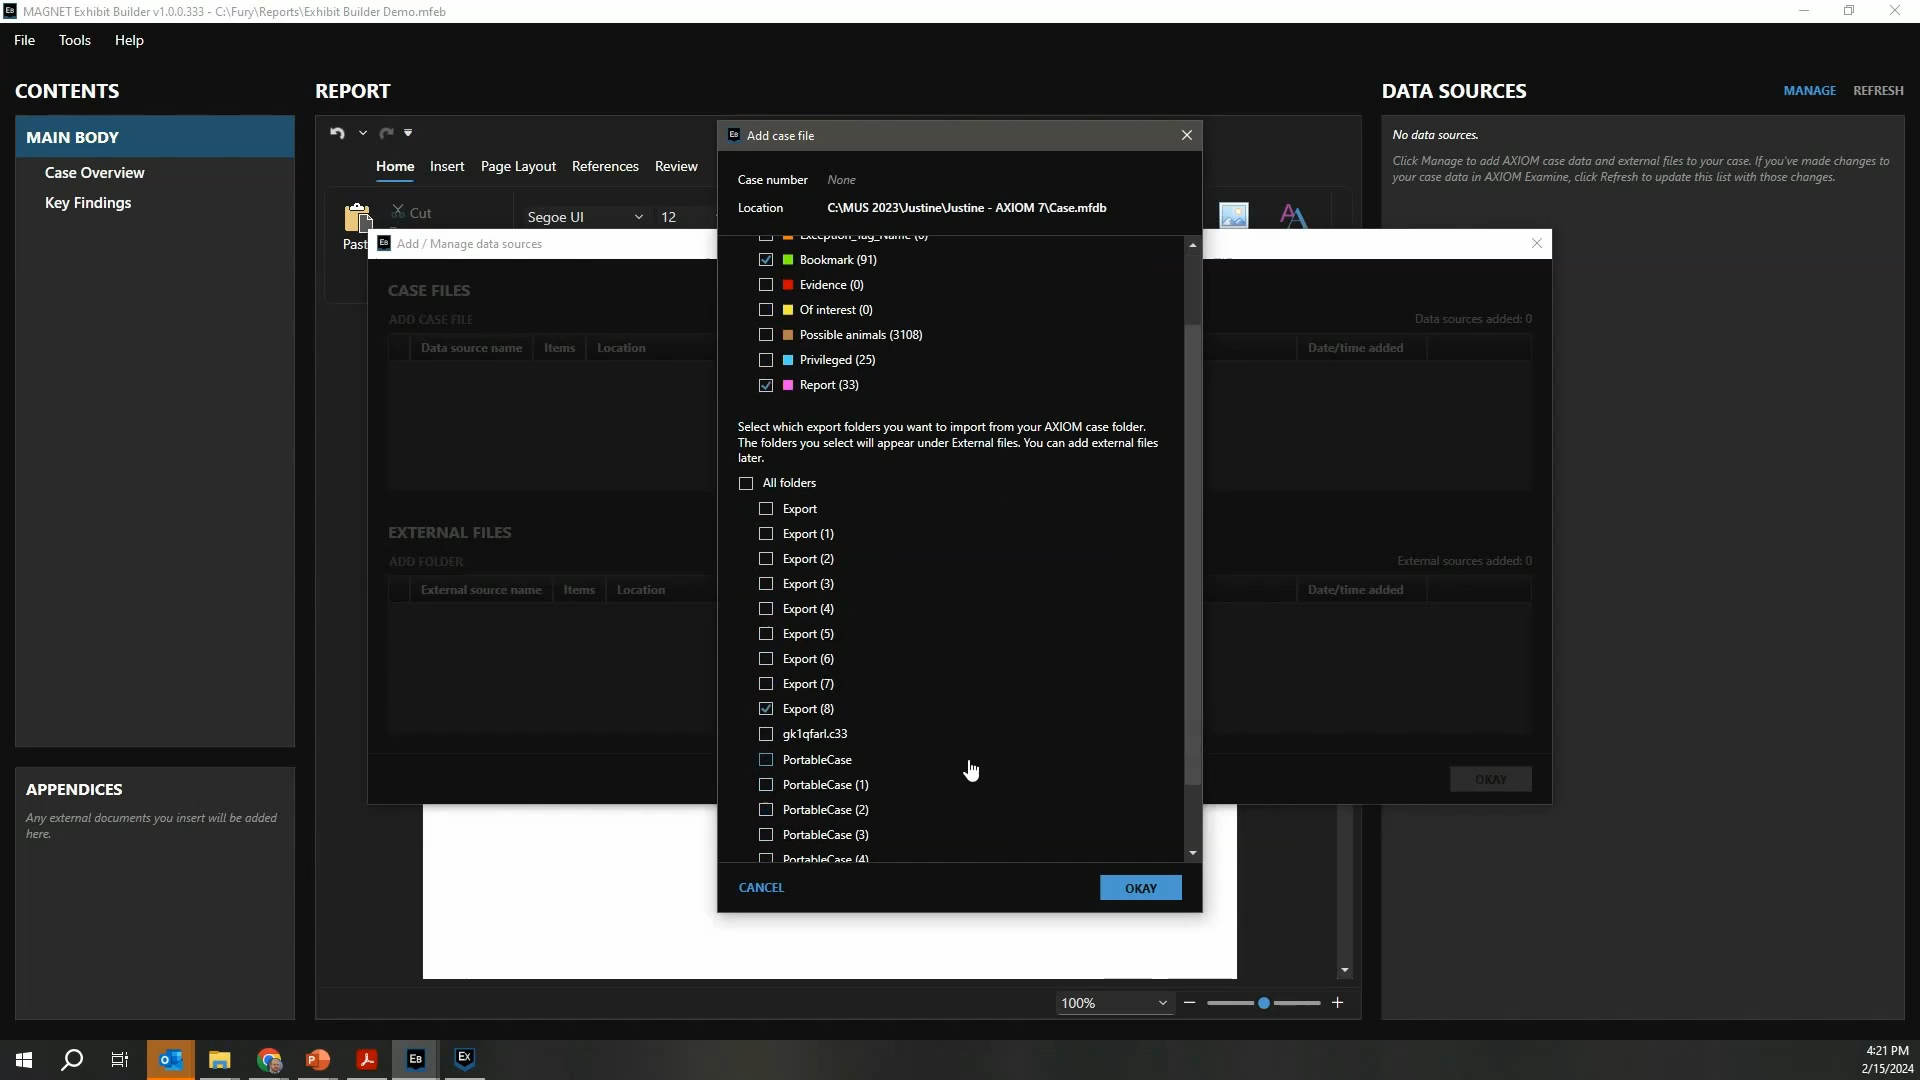 MAGNET Exhibit Builder v1.0.0.333 - C:\Fury\Reports\Exhibit Builder Demo.mfeb
File Tools Help
CONTENTS
MAIN BODY
Case Overview
Key Findings
APPENDICES
Any external documents you insert will be added
here.
REPORT
Home Insert Page Layout References Review
Cut
Segoe UI 12
Past
Add / Manage data sources
CASE FILES
ADD CASE FILE
Data sources added: 0
Data source name Items Location Date/time added
EXTERNAL FILES
ADD FOLDER
External sources added: 0
External source name Items Location Date/time added
OKAY
Add case file
Case number None
Location C:\MUS 2023\Justine\Justine - AXIOM 7\Case.mfdb
Exception_Tag_Name (0)
Bookmark (91)
Evidence (0)
Of interest (0)
Possible animals (3108)
Privileged (25)
Report (33)
Select which export folders you want to import from your AXIOM case folder.
The folders you select will appear under External files. You can add external files
later.
All folders
Export
Export (1)
Export (2)
Export (3)
Export (4)
Export (5)
Export (6)
Export (7)
Export (8)
gk1qfarl.c33
PortableCase
PortableCase (1)
PortableCase (2)
PortableCase (3)
PortableCase (4)
CANCEL OKAY
100%
DATA SOURCES
MANAGE REFRESH
No data sources.
Click Manage to add AXIOM case data and external files to your case. If you've made changes to
your case data in AXIOM Examine, click Refresh to update this list with those changes.
4:21 PM
2/15/2024